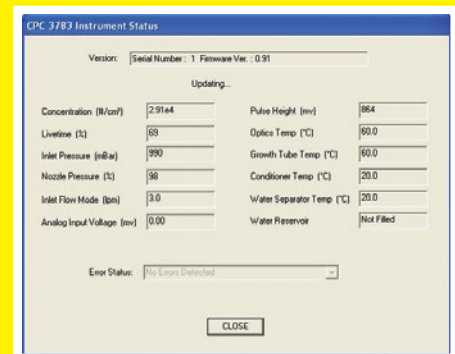 CPC 3783 Instrument Status
Version: Serial Number : 1 Firmware Ver. : 0.91
Updating...
Concentration (#/cm³) 2.91e4 Pulse Height (mv) 864
Livetime (%) 69 Optics Temp (°C) 60.0
Inlet Pressure (mBar) 990 Growth Tube Temp (°C) 60.0
Nozzle Pressure (%) 98 Conditioner Temp (°C) 20.0
Inlet Flow Mode (lpm) 3.0 Water Separator Temp (°C) 20.0
Analog Input Voltage (mv) 0.00 Water Reservoir Not Filled
Error Status: No Errors Detected
CLOSE